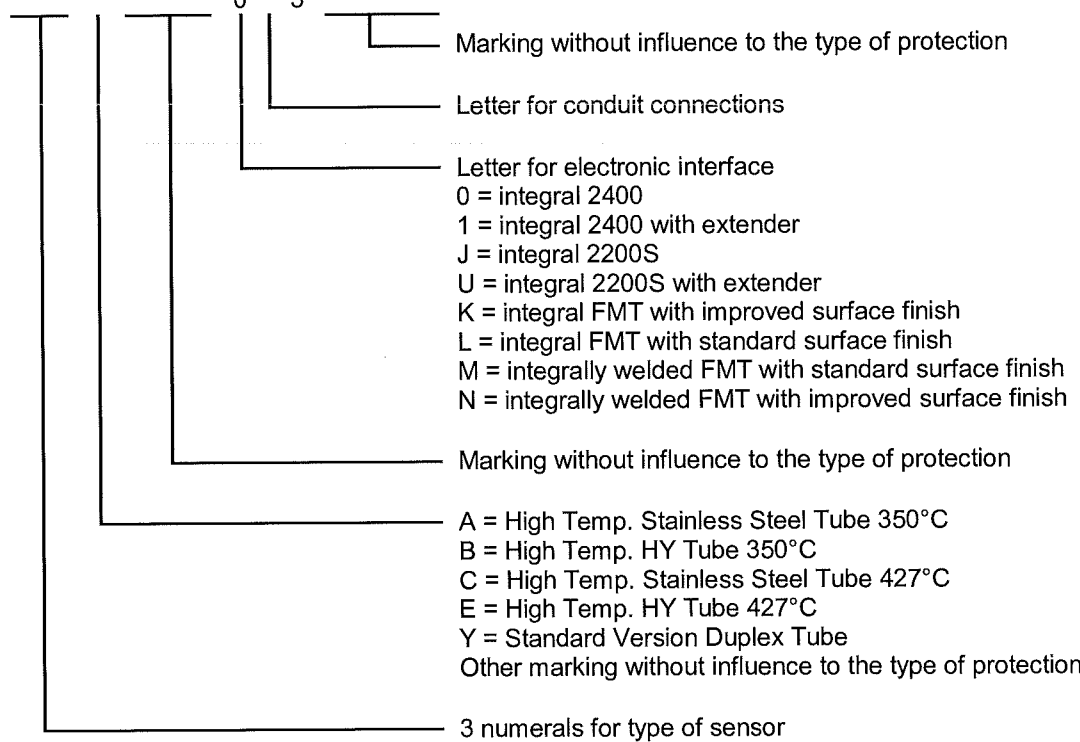 Marking without influence to the type of protection
Letter for conduit connections
Letter for electronic interface
0 = integral 2400
1 = integral 2400 with extender
J = integral 2200S
U = integral 2200S with extender
K = integral FMT with improved surface finish
L = integral FMT with standard surface finish
M = integrally welded FMT with standard surface finish
N = integrally welded FMT with improved surface finish
Marking without influence to the type of protection
A = High Temp. Stainless Steel Tube 350°C
B = High Temp. HY Tube 350°C
C = High Temp. Stainless Steel Tube 427°C
E = High Temp. HY Tube 427°C
Y = Standard Version Duplex Tube
Other marking without influence to the type of protection
3 numerals for type of sensor